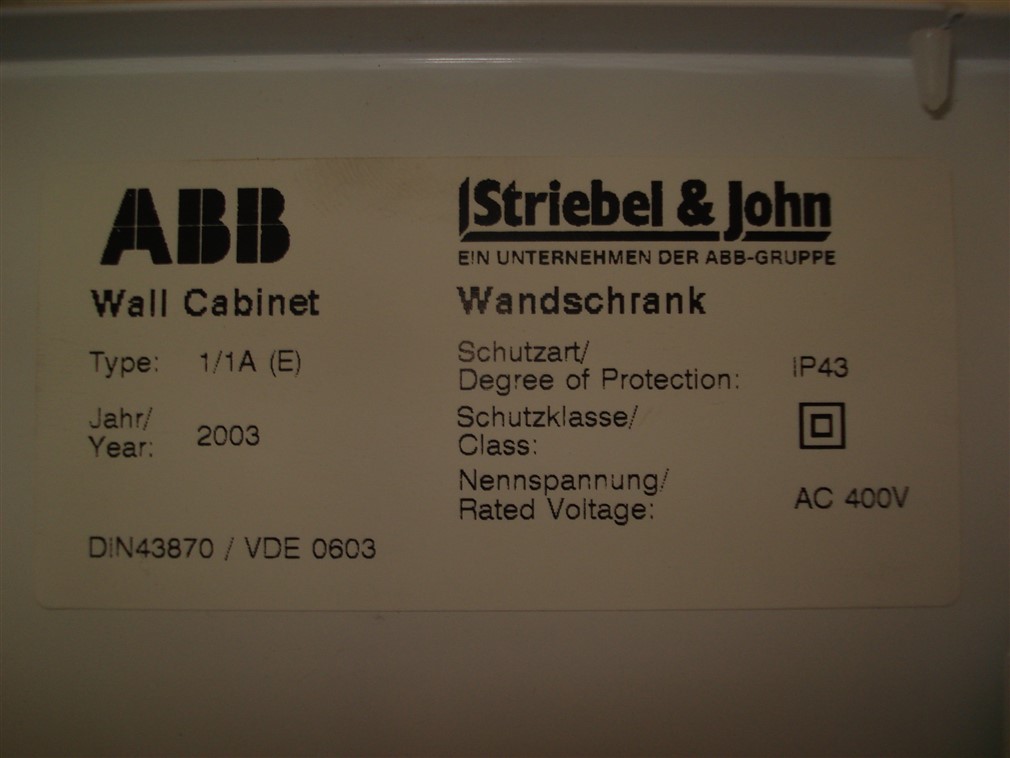 ABB
Wall Cabinet
Type: 1/1A (E)
Jahr/
Year: 2003
DIN43870 / VDE 0603
Striebel & John
EIN UNTERNEHMEN DER ABB-GRUPPE
Wandschrank
Schutzart/
Degree of Protection: IP43
Schutzklasse/
Class:
Nennspannung/
Rated Voltage: AC 400V